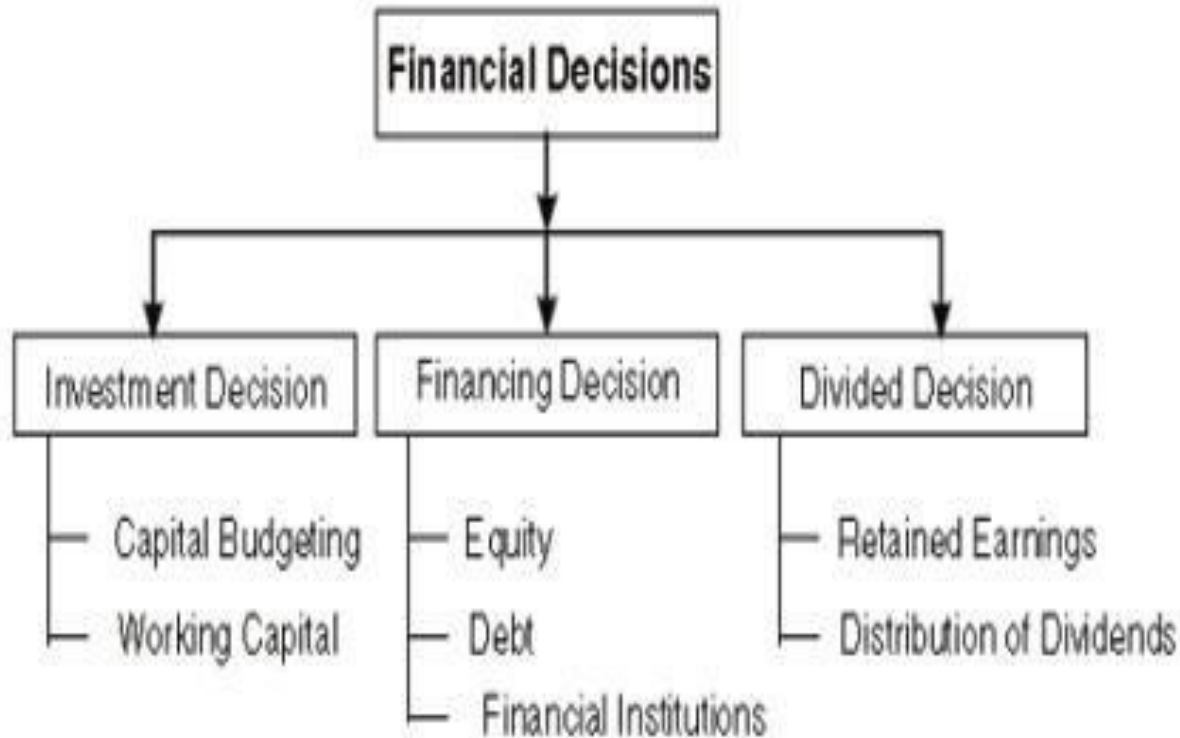 Financial Decisions
Investment Decision
Financing Decision
Divided Decision
Capital Budgeting
Working Capital
Equity
Debt
Financial Institutions
Retained Earnings
Distribution of Dividends